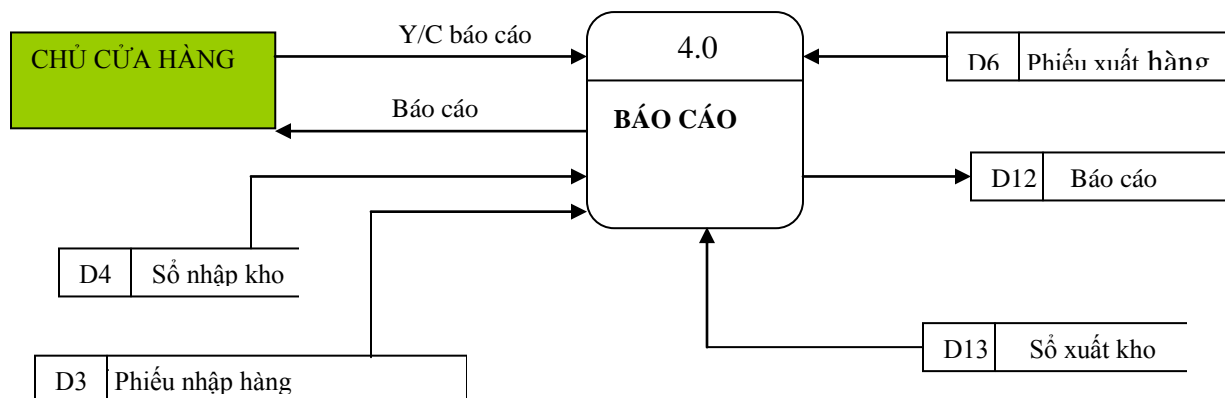 CHỦ CỬA HÀNG
Y/C báo cáo
4.0
D6 Phiếu xuất hàng
Báo cáo
BÁO CÁO
D12 Báo cáo
D4 Sổ nhập kho
D13 Sổ xuất kho
D3 Phiếu nhập hàng